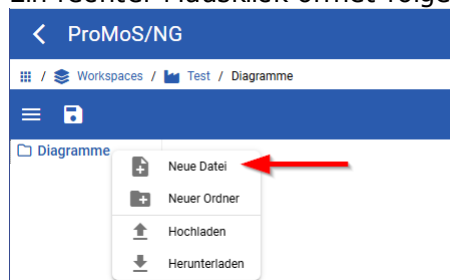 Ein rechter Mausklick öffnet folge
ProMoS/NG
/ Workspaces / Test / Diagramme
Diagramme
Neue Datei
Neuer Ordner
Hochladen
Herunterladen